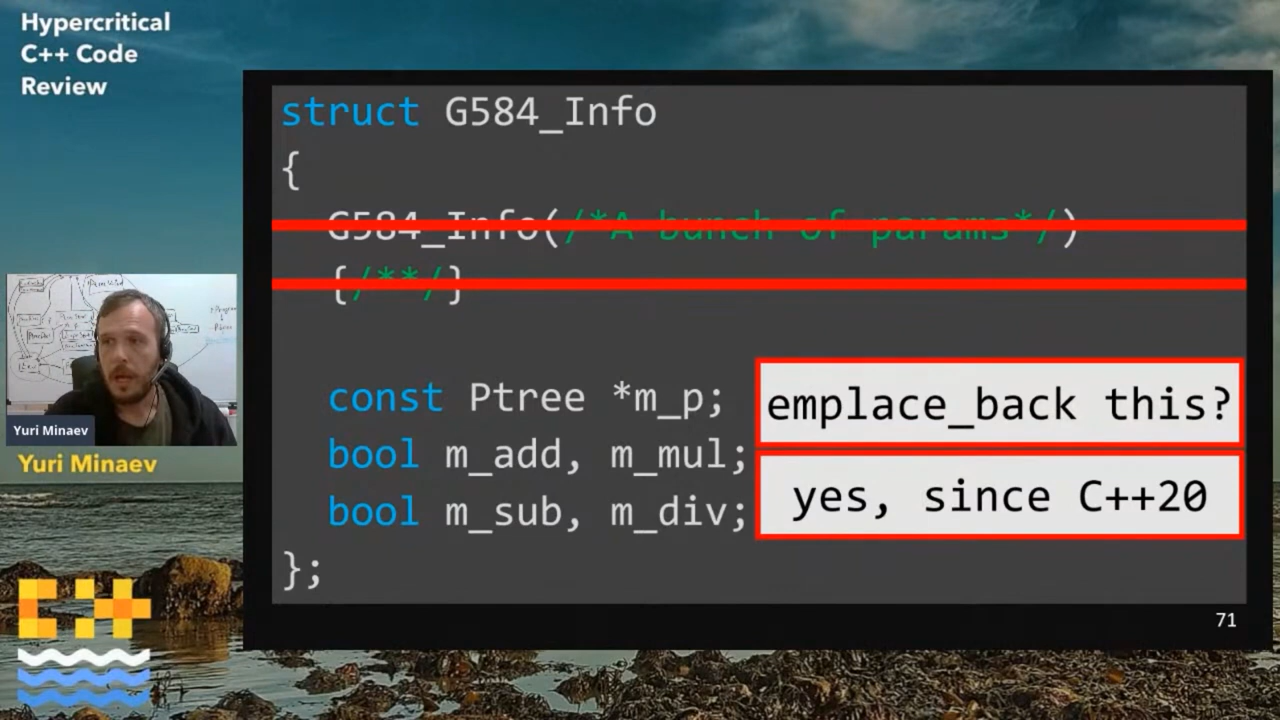 Hypercritical
C++ Code
Review
struct G584_Info
{
G584_Info(/*A bunch of params*/)
{/**/}
const Ptree *m_p;
bool m_add, m_mul;
bool m_sub, m_div;
};
emplace_back this?
yes, since C++20
71
Yuri Minaev
Yuri Minaev
C++